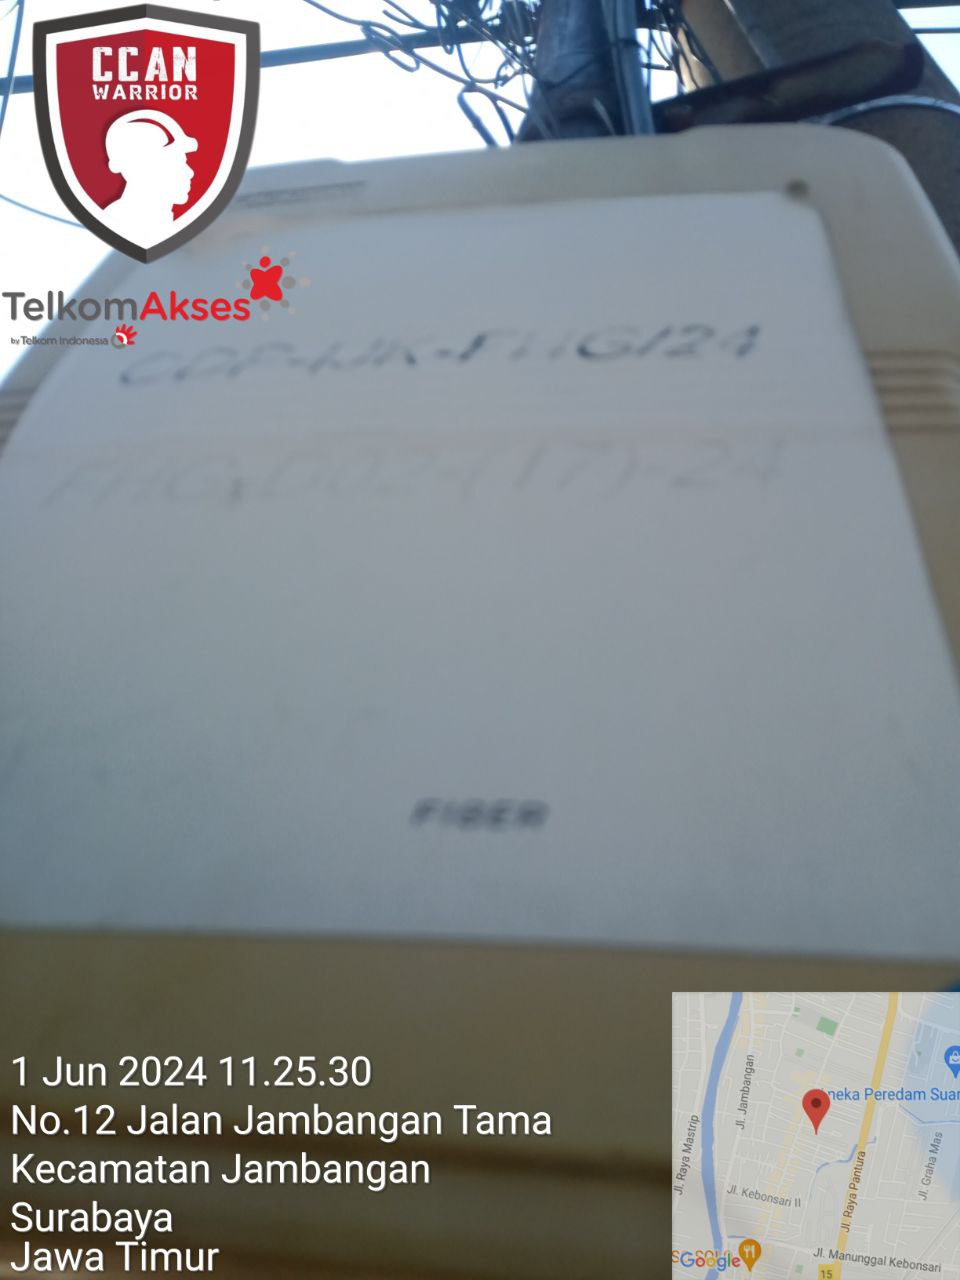 CCAN
WARRIOR
TelkomAkses
by Telkom Indonesia
ODP-WK-FHG/24
FIBER
1 Jun 2024 11.25.30
No.12 Jalan Jambangan Tama
Kecamatan Jambangan
Surabaya
Jawa Timur
Jl. Jambangan
neka Peredam Suar
Jl. Raya Mastrip
Jl. Graha Mas
Jl. Kebonsari II
Jl. Raya Pantura
Google
Jl. Manunggal Kebonsari
15